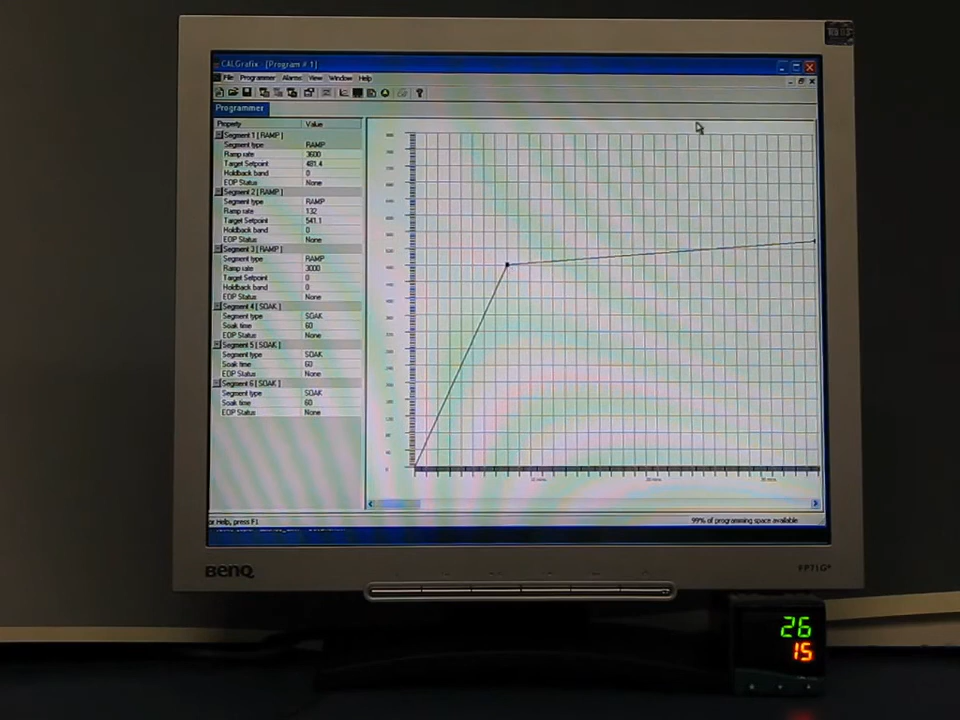 CALGrafix - [Program # 1]
File Programmer Alarms View Window Help
Programmer
Property Value
Segment 1 [ RAMP ]
Segment type RAMP
Ramp rate 3600
Target Setpoint 481.4
Holdback band 0
EOP Status None
Segment 2 [ RAMP ]
Segment type RAMP
Ramp rate 132
Target Setpoint 541.1
Holdback band 0
EOP Status None
Segment 3 [ RAMP ]
Segment type RAMP
Ramp rate 3000
Target Setpoint 0
Holdback band 0
EOP Status None
Segment 4 [ SOAK ]
Segment type SOAK
Soak time 60
EOP Status None
Segment 5 [ SOAK ]
Segment type SOAK
Soak time 60
EOP Status None
Segment 6 [ SOAK ]
Segment type SOAK
Soak time 60
EOP Status None
or Help, press F1
99% of programming space available
BenQ
26
15